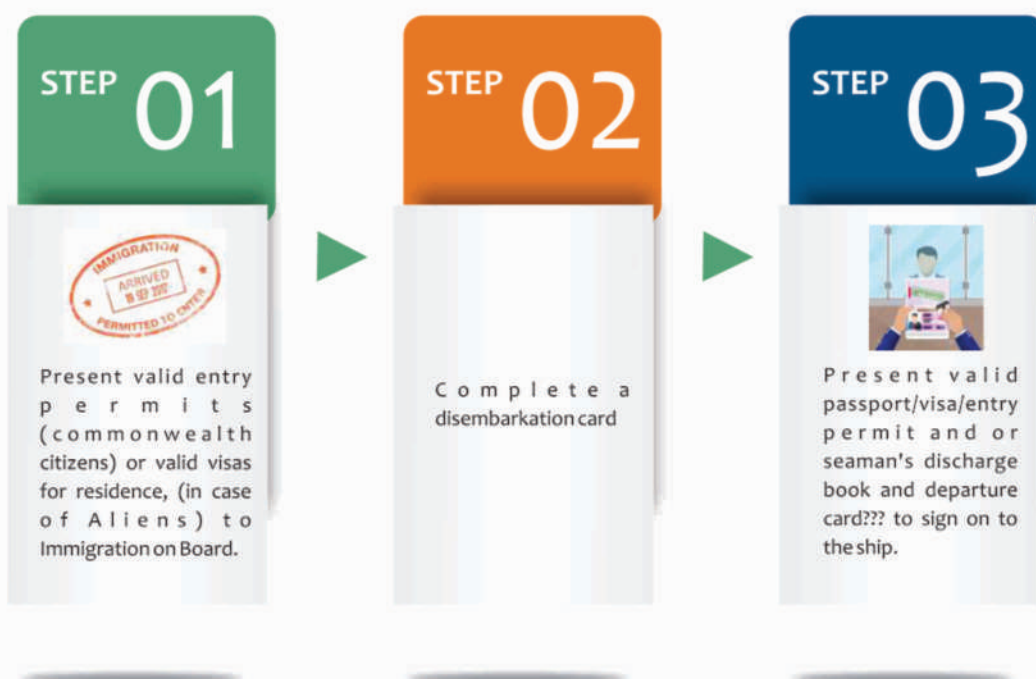 STEP 01
Present valid entry
permits
(commonwealth
citizens) or valid visas
for residence, (in case
of Aliens) to
Immigration on Board.
IMMIGRATION
ARRIVED
PERMITTED TO ENTER
STEP 02
Complete a
disembarkation card
STEP 03
Present valid
passport/visa/entry
permit and or
seaman's discharge
book and departure
card??? to sign on to
the ship.